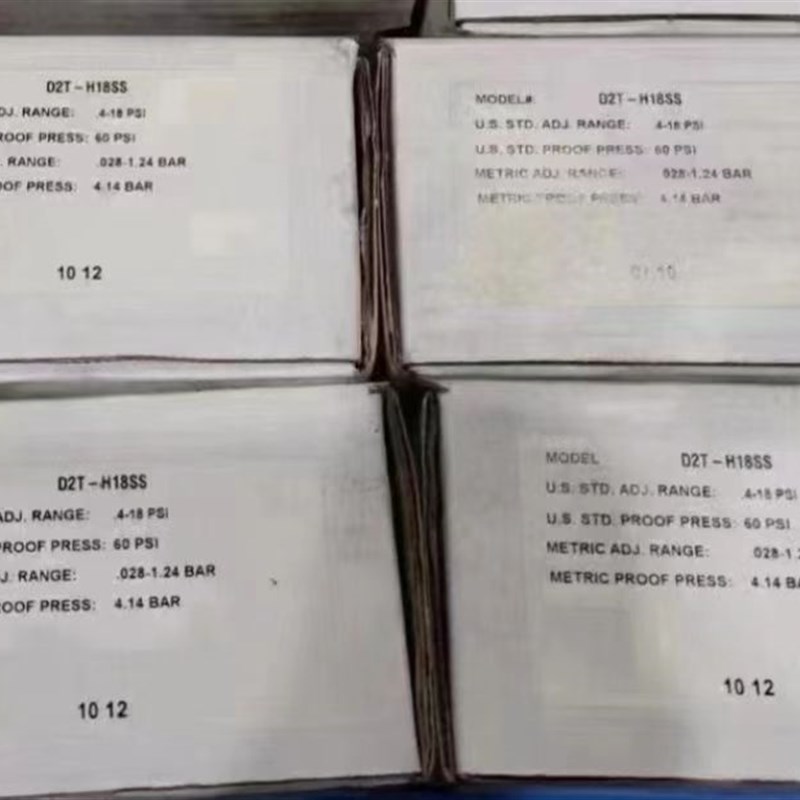 D2T-H18SS
DJ. RANGE: .4-18 PSI
ROOF PRESS: 60 PSI
. RANGE: .028-1.24 BAR
OOF PRESS: 4.14 BAR
10 12
MODEL#: D2T-H18SS
U.S. STD. ADJ. RANGE: .4-18 PSI
U.S. STD. PROOF PRESS: 60 PSI
METRIC ADJ. RANGE: .028-1.24 BAR
METRIC PROOF PRESS: 4.14 BAR
D2T-H18SS
ADJ. RANGE: .4-18 PSI
PROOF PRESS: 60 PSI
J. RANGE: .028-1.24 BAR
OOF PRESS: 4.14 BAR
10 12
MODEL D2T-H18SS
U.S. STD. ADJ. RANGE: .4-18 PSI
U.S. STD. PROOF PRESS: 60 PSI
METRIC ADJ. RANGE: .028-1.2
METRIC PROOF PRESS: 4.14 BA
10 12